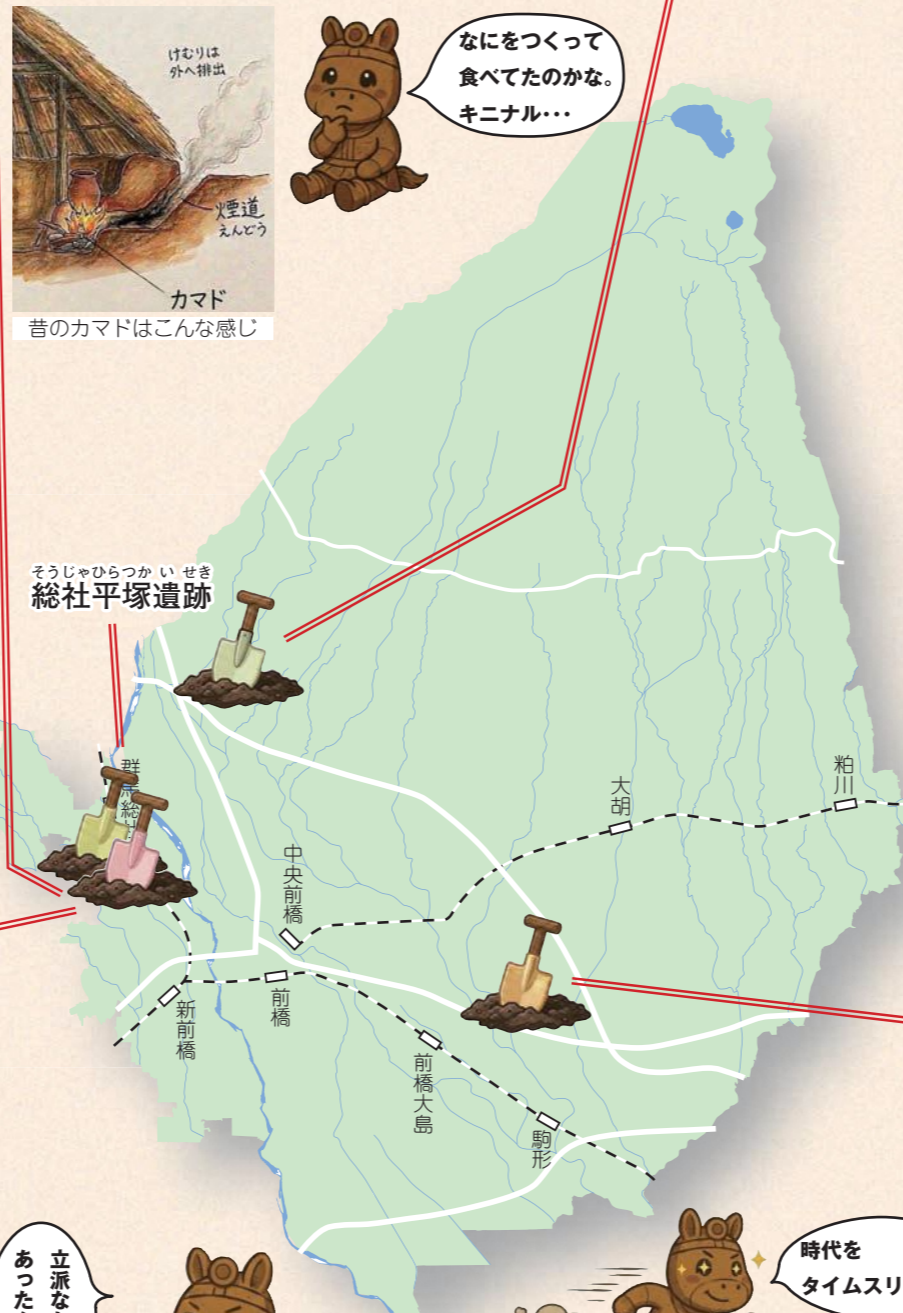 けむりは
外へ排出
煙道
えんどう
カマド
昔のカマドはこんな感じ
なにをつくって
食べてたのかな。
キニナル・・・
そうじゃひらつかいせき
総社平塚遺跡
群馬総社
大胡
粕川
中央前橋
前橋
新前橋
前橋大島
駒形
立派な
あった
時代を
タイムスリ